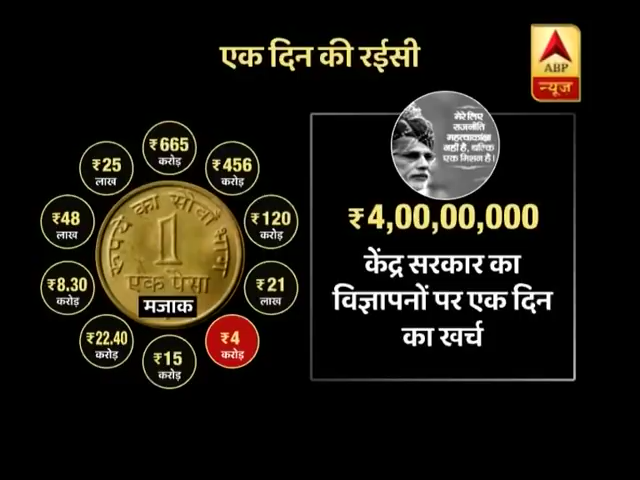 एक दिन की रईसी
ABP
न्यूज़
₹665
करोड़
₹25
लाख
₹456
करोड़
₹48
लाख
₹120
करोड़
₹8.30
करोड़
₹21
लाख
₹22.40
करोड़
₹4
करोड़
₹15
करोड़
रूपये का सौवाँ भाग
1
एक पैसा
मजाक
मेरे लिए
राजनीति
महत्वाकांक्षा
नहीं है, बल्कि
एक मिशन है।
₹4,00,00,000
केंद्र सरकार का
विज्ञापनों पर एक दिन
का खर्च